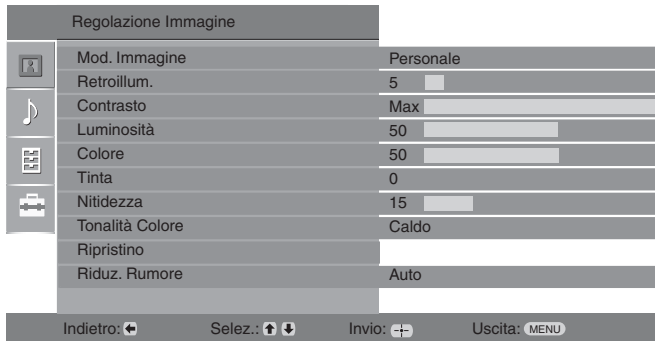 Regolazione Immagine
Mod. Immagine Personale
Retroillum. 5
Contrasto Max
Luminosità 50
Colore 50
Tinta 0
Nitidezza 15
Tonalità Colore Caldo
Ripristino
Riduz. Rumore Auto
Indietro: Selez.: Invio: Uscita: MENU